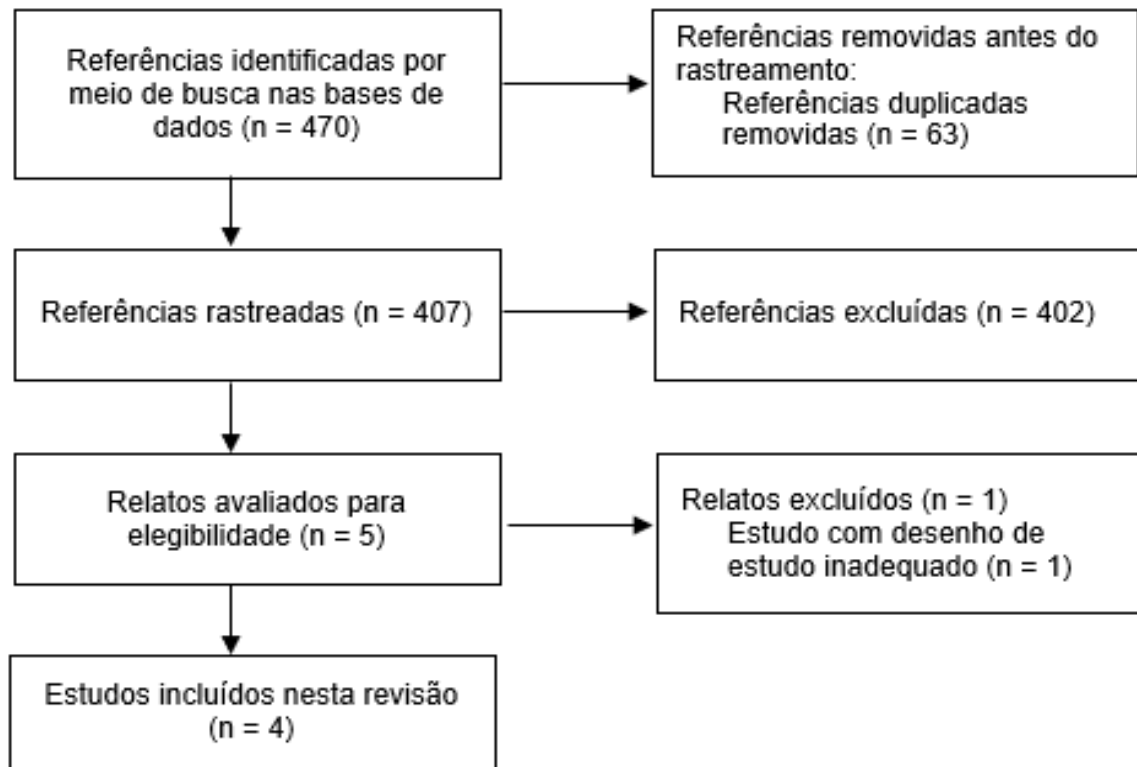 Referências identificadas por
meio de busca nas bases de
dados (n = 470)
Referências removidas antes do
rastreamento:
Referências duplicadas
removidas (n = 63)
Referências rastreadas (n = 407)
Referências excluídas (n = 402)
Relatos avaliados para
elegibilidade (n = 5)
Relatos excluídos (n = 1)
Estudo com desenho de
estudo inadequado (n = 1)
Estudos incluídos nesta revisão
(n = 4)